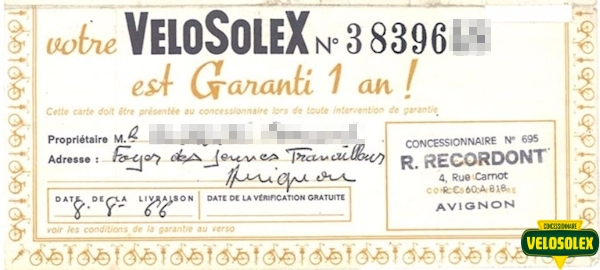 votre VELOSOLEX N° 38396
est Garanti 1 an !
Cette carte doit être présentée au concessionnaire lors de toute intervention de garantie
Propriétaire M.R
Adresse : Foyer des jeunes Travailleurs
Avignon
DATE DE LA LIVRAISON
8-8-66
DATE DE LA VÉRIFICATION GRATUITE
voir les conditions de la garantie au verso
CONCESSIONNAIRE N° 695
R. RECORDONT
4, Rue Carnot
R.C. 60 A 816
AVIGNON
CONCESSIONNAIRE
VELOSOLEX